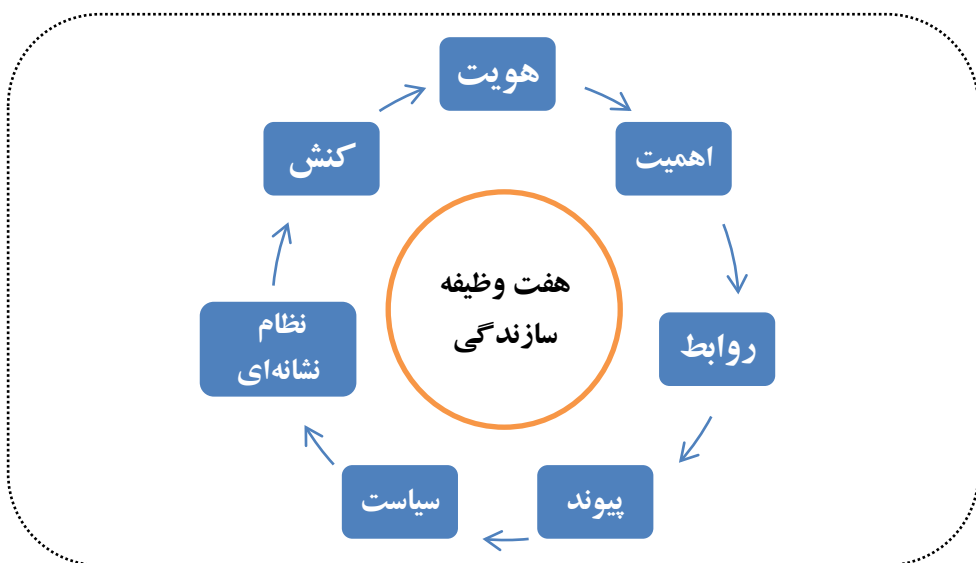 هویت
اهمیت
روابط
پیوند
سیاست
نظام
نشانه‌ای
کنش
هفت وظیفه
سازندگی